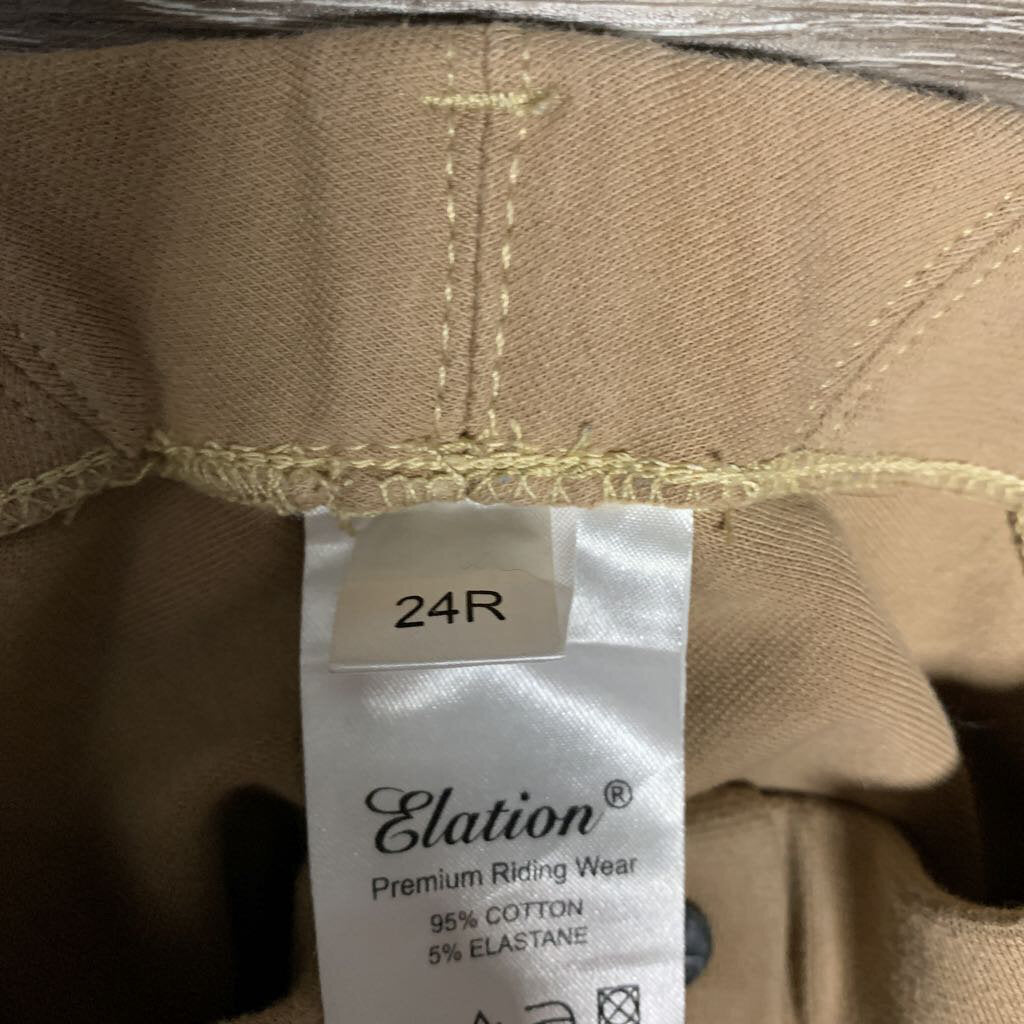 24R
Elation®
Premium Riding Wear
95% COTTON
5% ELASTANE